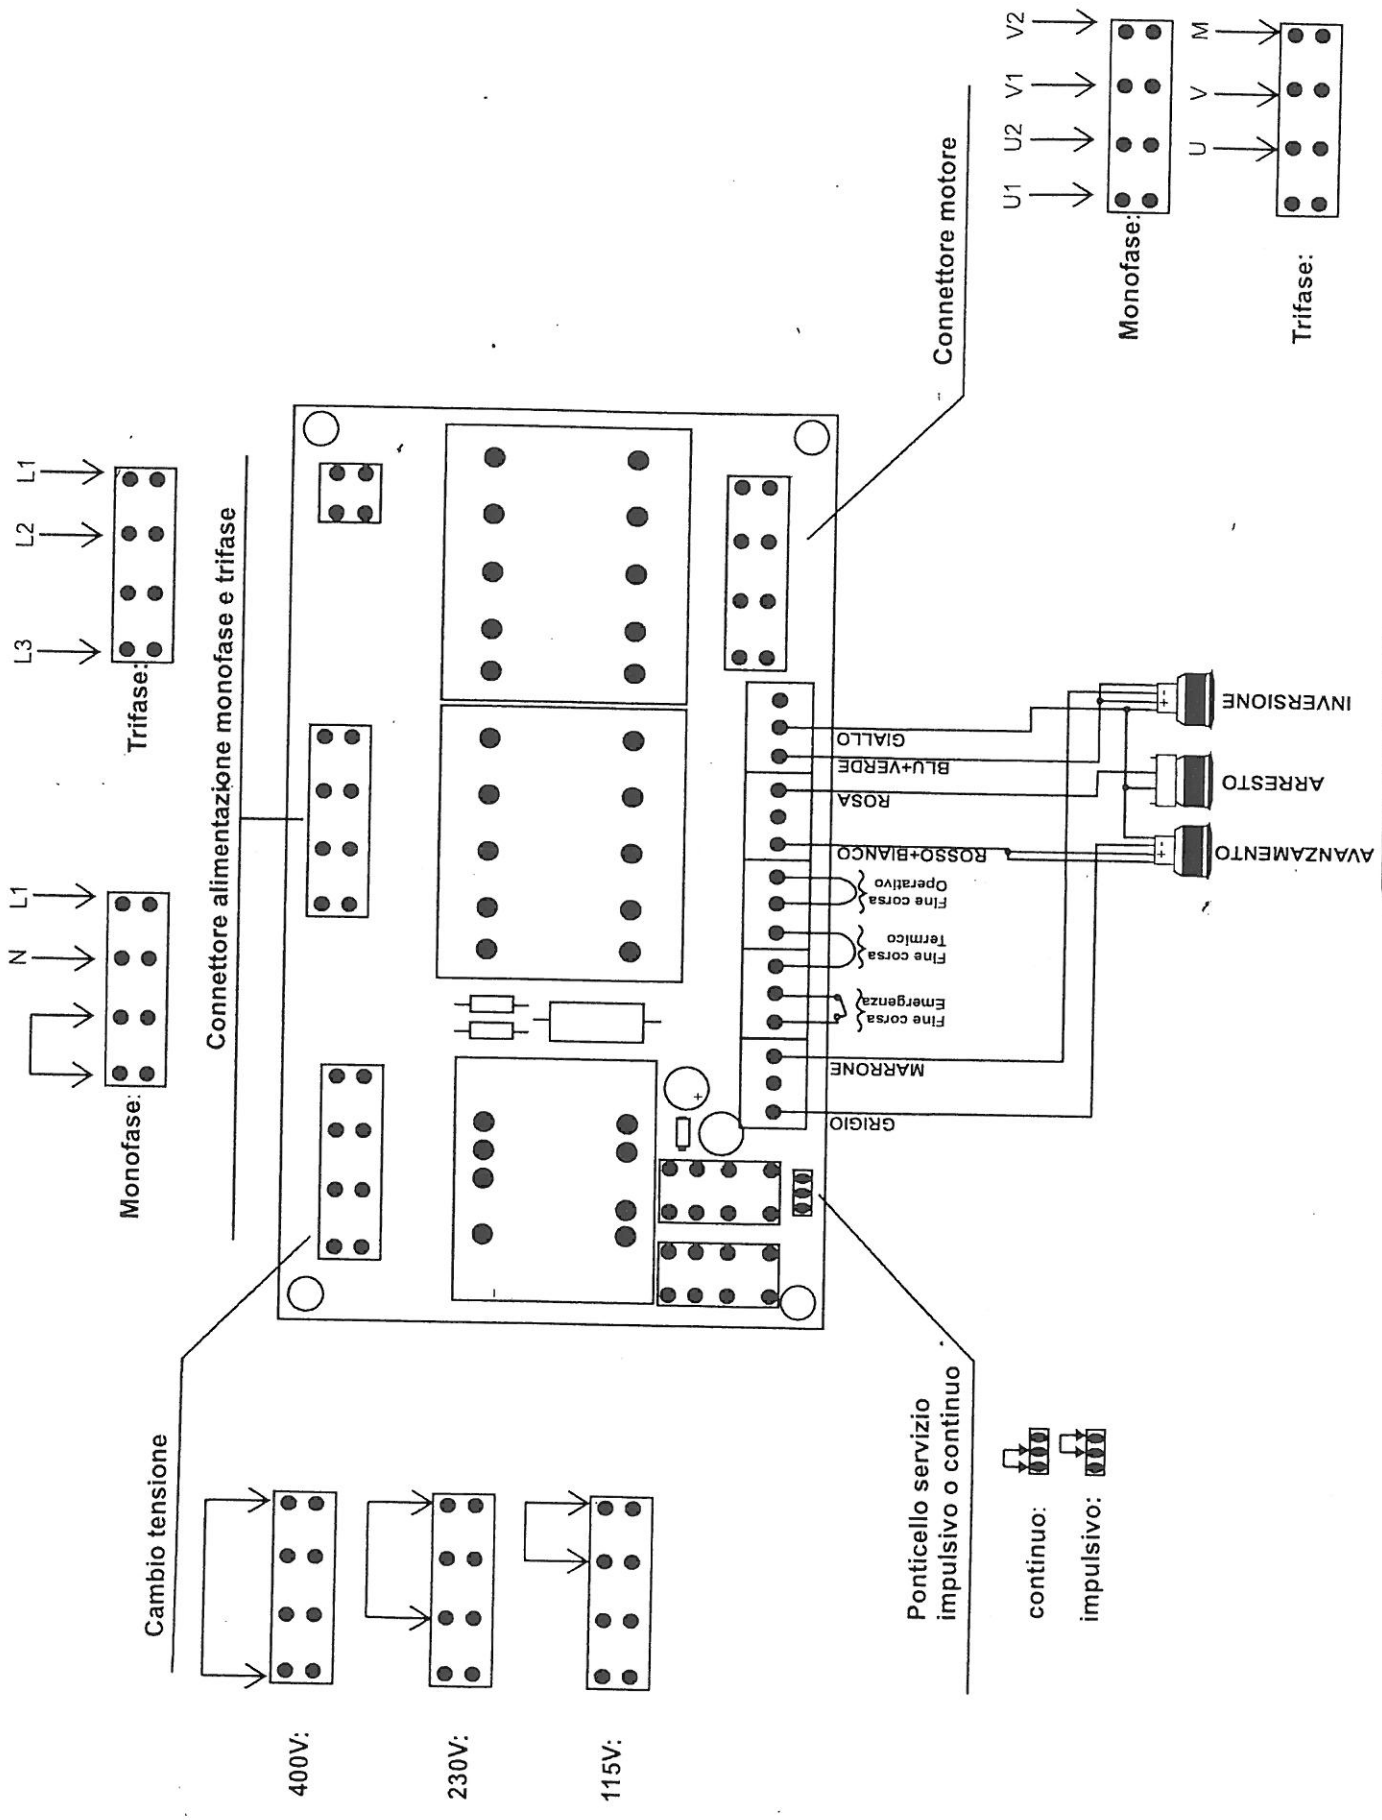 Cambio tensione
400V:
230V:
115V:
Connettore alimentazione monofase e trifase
Monofase:
N
L1
Trifase:
L3
L2
L1
Ponticello servizio
impulsivo o continuo
continuo:
impulsivo:
Connettore motore
Monofase:
U1
U2
V1
V2
Trifase:
U
V
M
GRIGIO
MARRONE
Fine corsa
Emergenza
Fine corsa
Termico
Fine corsa
Operativo
ROSSO+BIANCO
ROSA
BLU+VERDE
GIALLO
+
+ -
+ -
AVANZAMENTO
ARRESTO
INVERSIONE